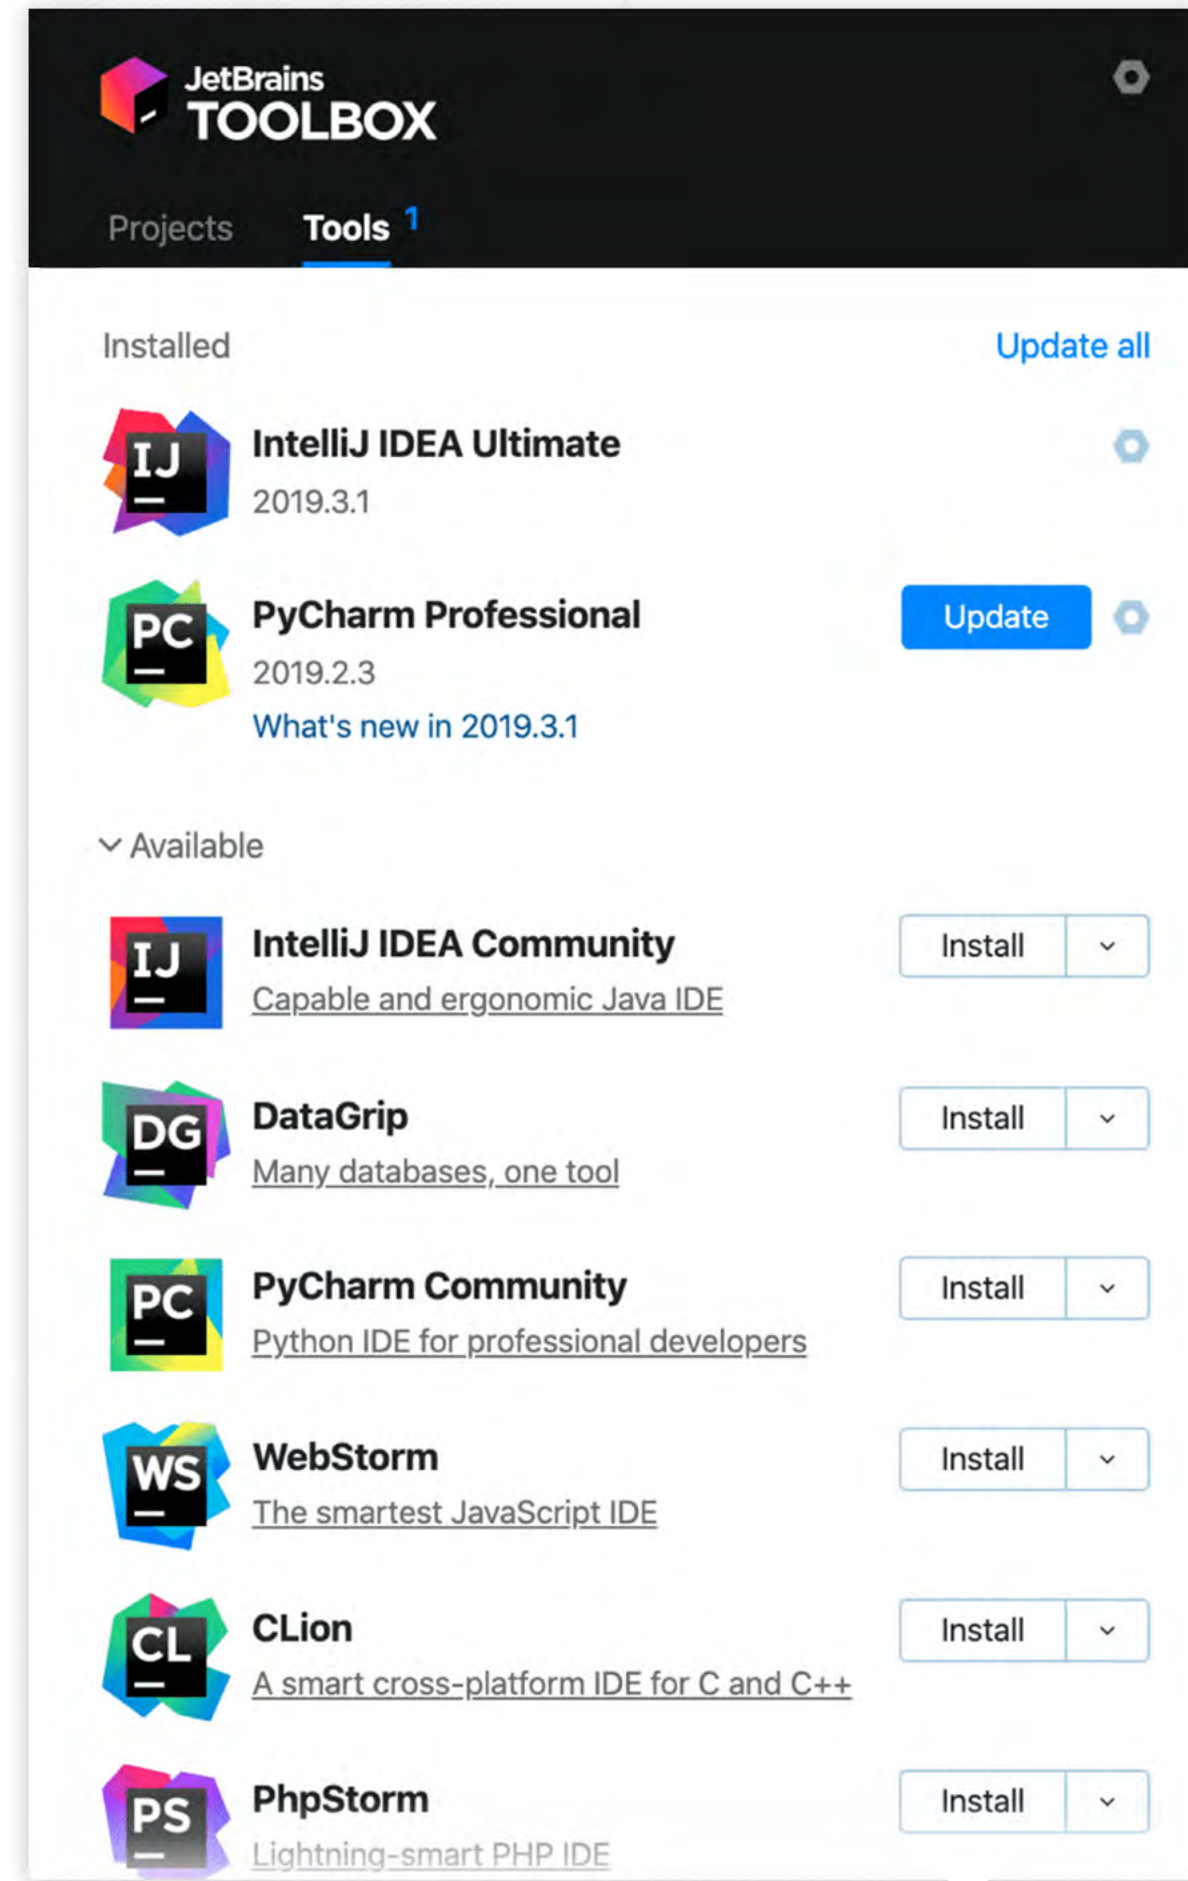 JetBrains
TOOLBOX
Projects Tools 1
Installed Update all
IJ IntelliJ IDEA Ultimate
2019.3.1
PC PyCharm Professional Update
2019.2.3
What's new in 2019.3.1
Available
IJ IntelliJ IDEA Community Install
Capable and ergonomic Java IDE
DG DataGrip Install
Many databases, one tool
PC PyCharm Community Install
Python IDE for professional developers
WS WebStorm Install
The smartest JavaScript IDE
CL CLion Install
A smart cross-platform IDE for C and C++
PS PhpStorm Install
Lightning-smart PHP IDE